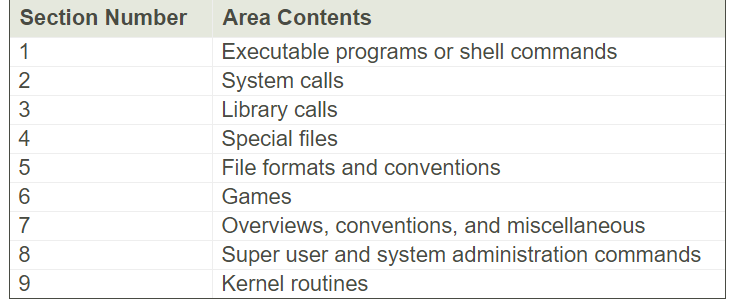 Section Number Area Contents
1 Executable programs or shell commands
2 System calls
3 Library calls
4 Special files
5 File formats and conventions
6 Games
7 Overviews, conventions, and miscellaneous
8 Super user and system administration commands
9 Kernel routines